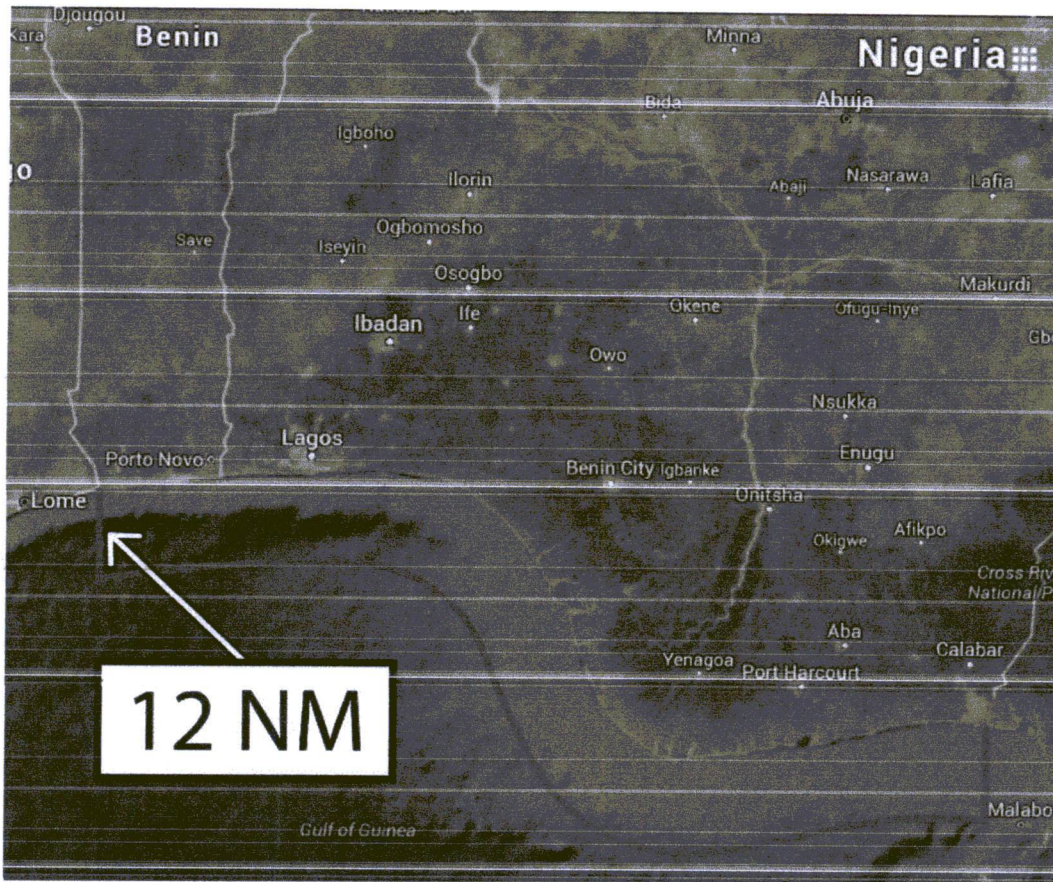 Djougou
Kara
Benin
Minna
Nigeria
Bida
Abuja
Igboho
Ilorin
Abaji
Nasarawa
Lafia
Save
Ogbomosho
Iseyin
Osogbo
Makurdi
Ibadan
Ife
Okene
Ofugu-Inye
Owo
Nsukka
Lagos
Enugu
Porto Novo
Benin City
Igbanke
Lome
Onitsha
Afikpo
Okigwe
Cross Riv
National P
Aba
Calabar
Yenagoa
Port Harcourt
12 NM
Malabo
Gulf of Guinea